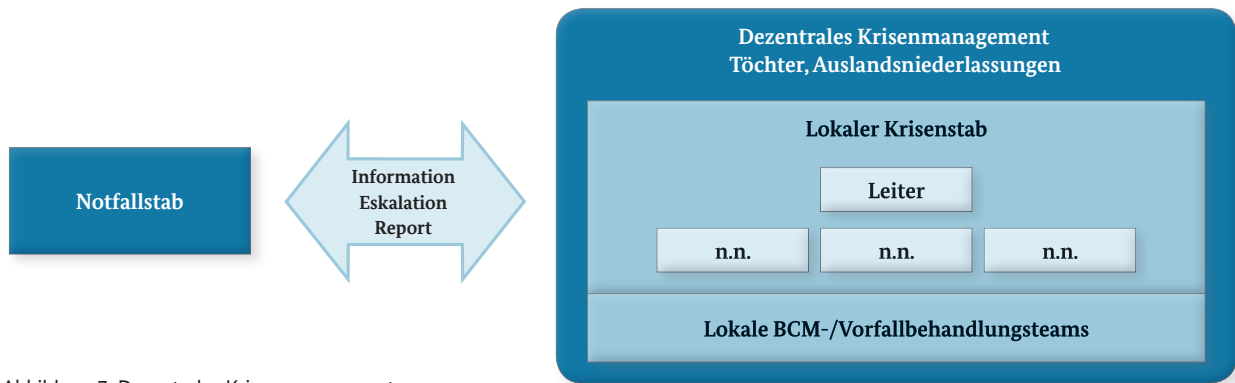 Dezentrales Krisenmanagement
Töchter, Auslandsniederlassungen
Lokaler Krisenstab
Notfallstab
Information
Eskalation
Report
Leiter
n.n.
n.n.
n.n.
Lokale BCM-/Vorfallbehandlungsteams